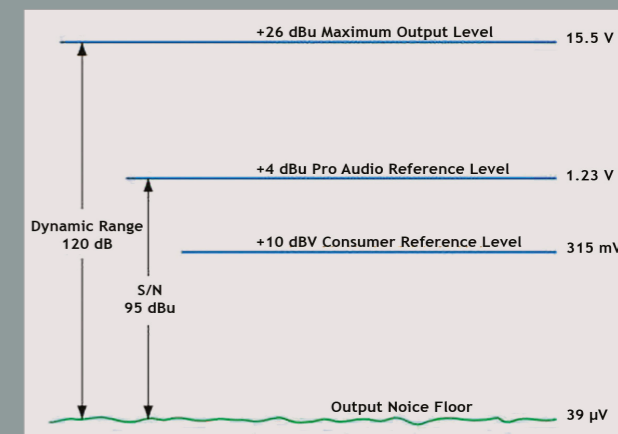 +26 dBu Maximum Output Level
15.5 V
+4 dBu Pro Audio Reference Level
1.23 V
Dynamic Range
120 dB
+10 dBV Consumer Reference Level
315 mV
S/N
95 dBu
Output Noice Floor
39 µV